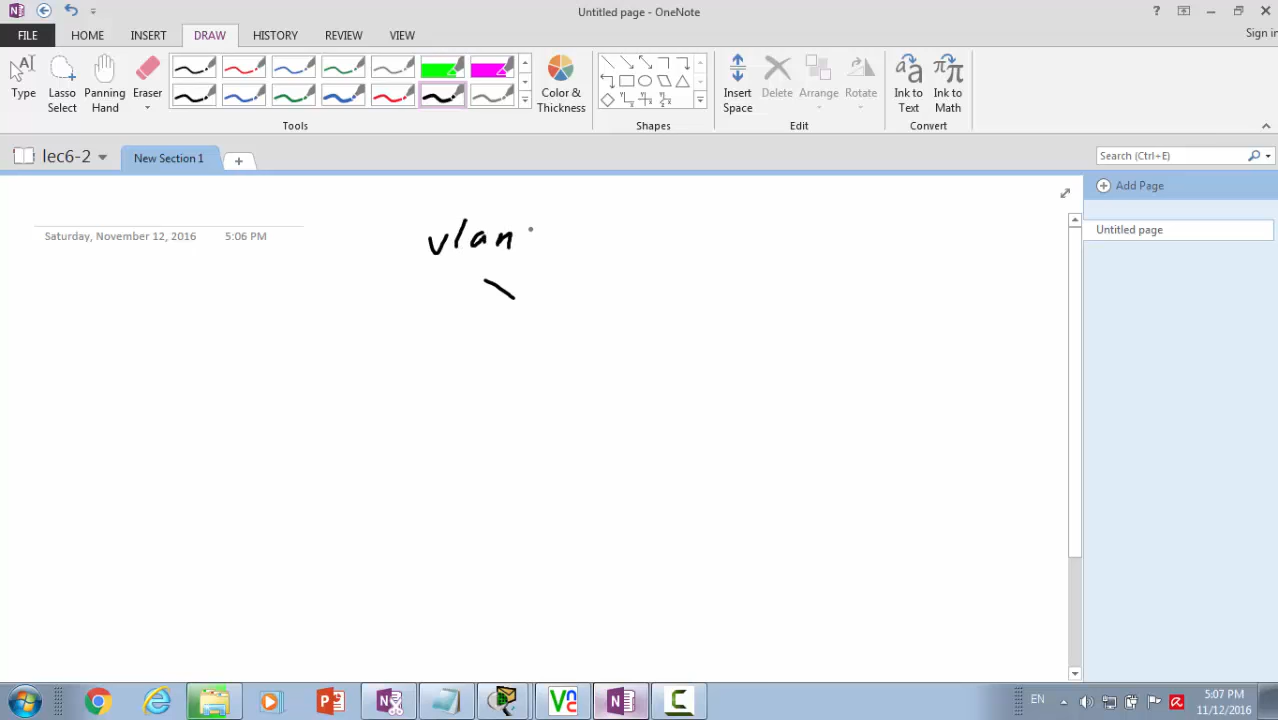 Untitled page - OneNote
?
FILE HOME INSERT DRAW HISTORY REVIEW VIEW Sign in
Type Lasso Select Panning Hand Eraser Color & Thickness Insert Space Delete Arrange Rotate Ink to Text Ink to Math
Tools Shapes Edit Convert
lec6-2 New Section 1 + Search (Ctrl+E)
Add Page
Untitled page
Saturday, November 12, 2016 5:06 PM
vlan
EN 5:07 PM
11/12/2016